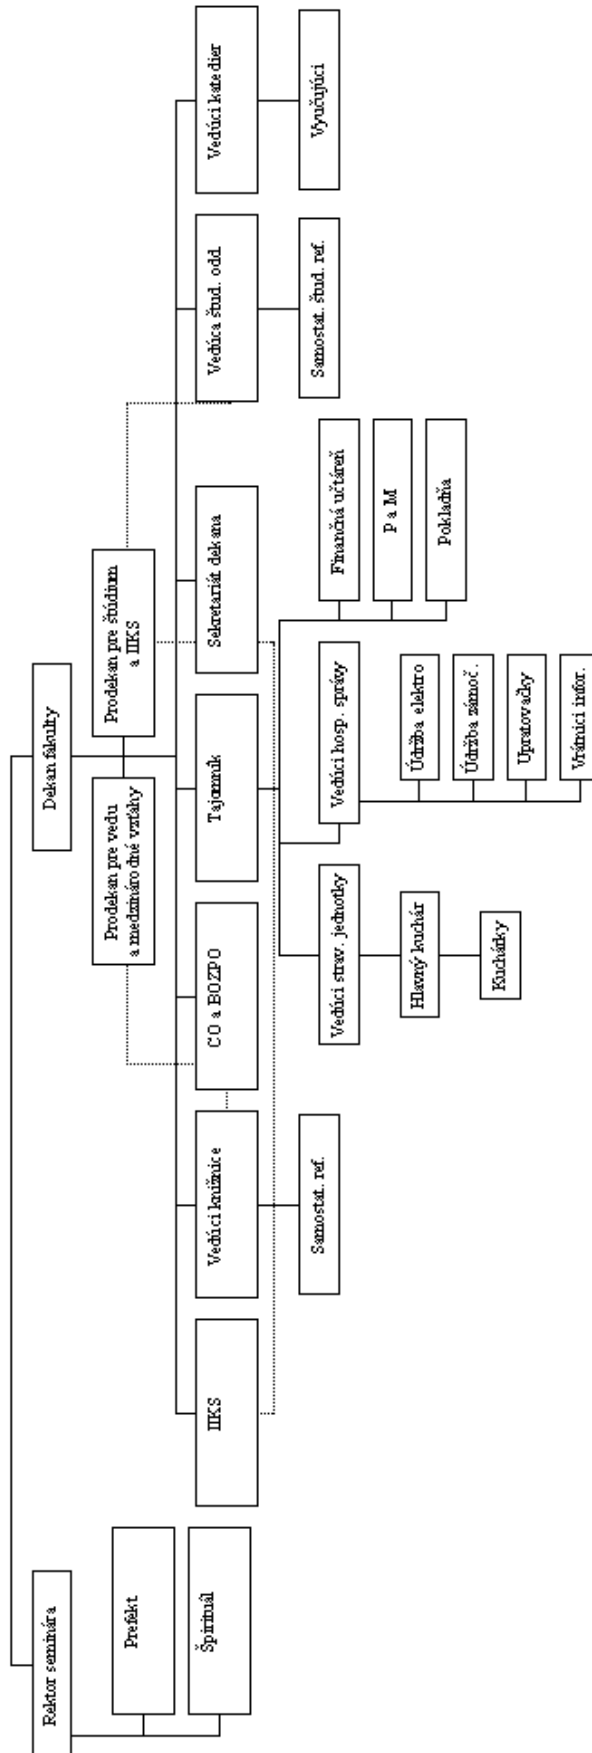 Rektor seminára
Dekan fakulty
Prefekt
Špirituál
Prodekan pre vedu
a medzinárodné vzťahy
Prodekan pre štúdium
a IIKS
IIKS
Vedúci knižnice
CO a BOZPO
Tajomník
Sekretariát dekana
Vedúca štud. odd.
Vedúci katedier
Samostat. ref.
Vedúci strav. jednotky
Vedúci hosp. správy
Finančná učtáreň
P a M
Pokladňa
Samostat. štud. ref.
Vyučujúci
Hlavný kuchár
Kuchárky
Údržba elektro
Údržba zámoč.
Upratovačky
Vrátnici infor.